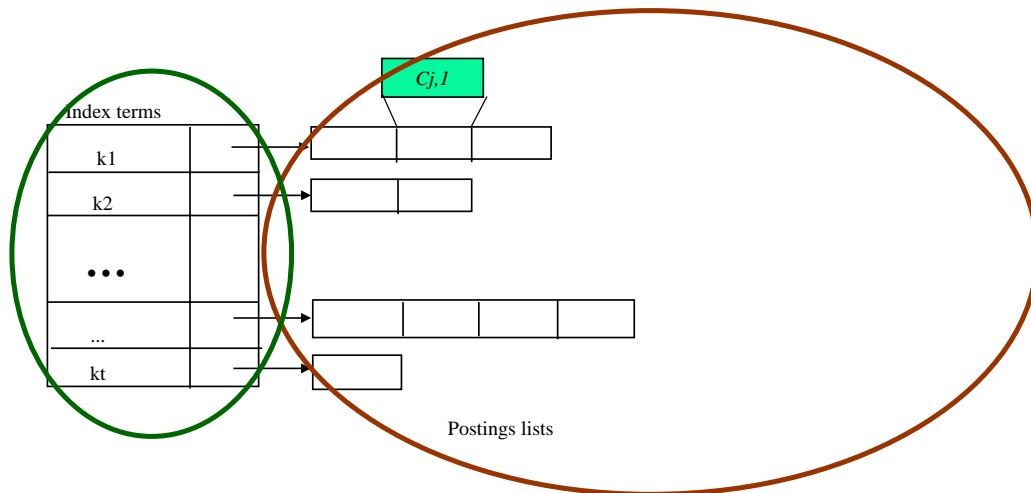 Cj,1
Index terms
k1
k2
...
...
kt
Postings lists